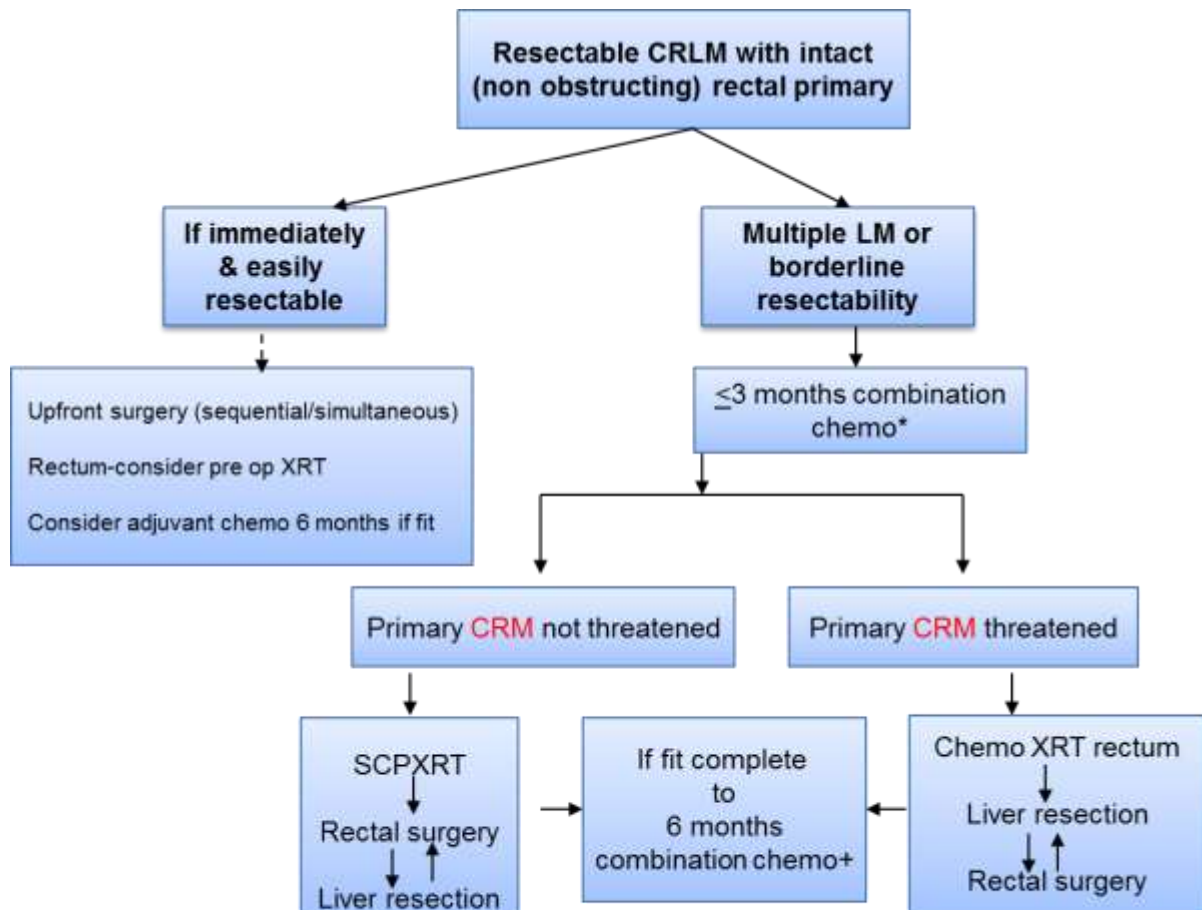 Resectable CRLM with intact
(non obstructing) rectal primary
If immediately
& easily
resectable
Multiple LM or
borderline
resectability
Upfront surgery (sequential/simultaneous)
Rectum-consider pre op XRT
Consider adjuvant chemo 6 months if fit
≤3 months combination
chemo*
Primary CRM not threatened
Primary CRM threatened
SCPXRT
Rectal surgery
Liver resection
If fit complete
to
6 months
combination chemo+
Chemo XRT rectum
Liver resection
Rectal surgery